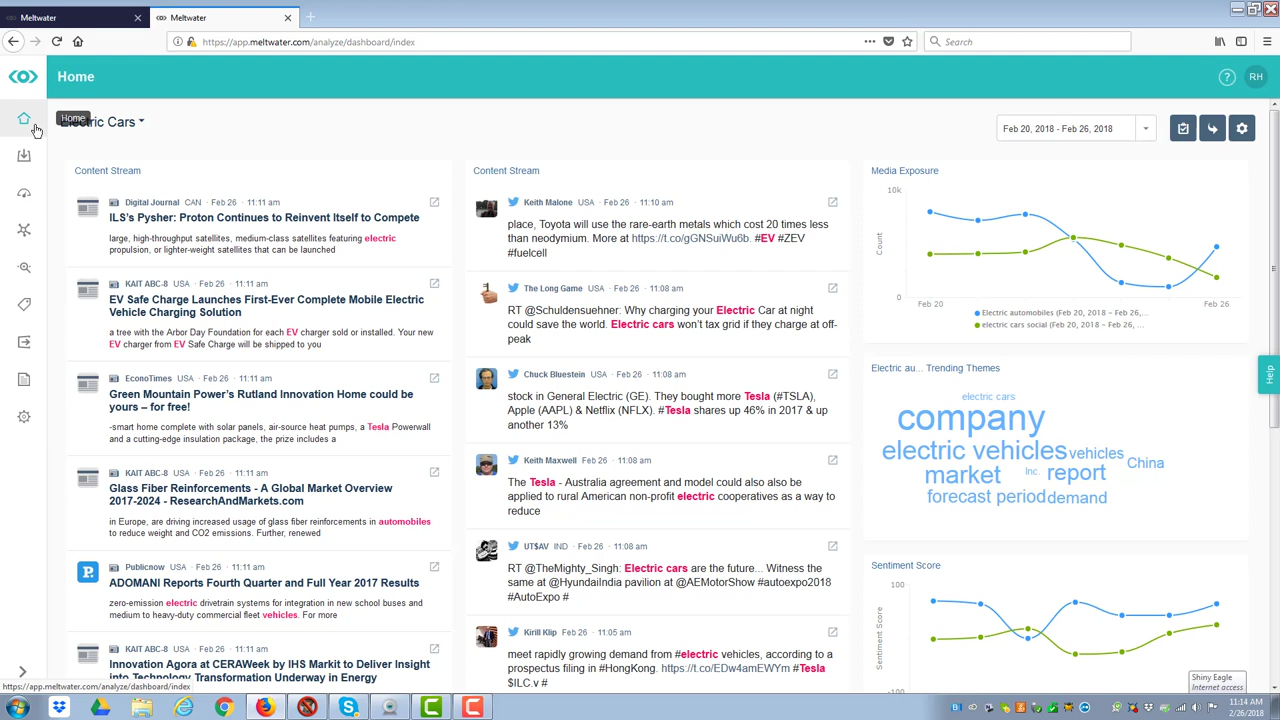 Meltwater
Meltwater
https://app.meltwater.com/analyze/dashboard/index
Search
Home
RH
Home
Electric Cars
Feb 20, 2018 - Feb 26, 2018
Content Stream
Digital Journal CAN · Feb 26 · 11:11 am
ILS's Pysher: Proton Continues to Reinvent Itself to Compete
large, high-throughput satellites, medium-class satellites featuring electric
propulsion, or lighter-weight satellites that can be launched
KAIT ABC-8 USA · Feb 26 · 11:11 am
EV Safe Charge Launches First-Ever Complete Mobile Electric
Vehicle Charging Solution
a tree with the Arbor Day Foundation for each EV charger sold or installed. Your new
EV charger from EV Safe Charge will be shipped to you
EconoTimes USA · Feb 26 · 11:11 am
Green Mountain Power's Rutland Innovation Home could be
yours – for free!
-smart home complete with solar panels, air-source heat pumps, a Tesla Powerwall
and a cutting-edge insulation package, the prize includes a
KAIT ABC-8 USA · Feb 26 · 11:11 am
Glass Fiber Reinforcements - A Global Market Overview
2017-2024 - ResearchAndMarkets.com
in Europe, are driving increased usage of glass fiber reinforcements in automobiles
to reduce weight and CO2 emissions. Further, renewed
Publicnow USA · Feb 26 · 11:11 am
ADOMANI Reports Fourth Quarter and Full Year 2017 Results
zero-emission electric drivetrain systems for integration in new school buses and
medium to heavy-duty commercial fleet vehicles. For more
KAIT ABC-8 USA · Feb 26 · 11:11 am
Innovation Agora at CERAWeek by IHS Markit to Deliver Insight
into Technology Transformation Underway in Energy
Content Stream
Keith Malone USA · Feb 26 · 11:10 am
place, Toyota will use the rare-earth metals which cost 20 times less
than neodymium. More at https://t.co/gGNSuiWu6b. #EV #ZEV
#fuelcell
The Long Game USA · Feb 26 · 11:08 am
RT @Schuldensuehner: Why charging your Electric Car at night
could save the world. Electric cars won't tax grid if they charge at off-
peak
Chuck Bluestein USA · Feb 26 · 11:08 am
stock in General Electric (GE). They bought more Tesla (#TSLA),
Apple (AAPL) & Netflix (NFLX). #Tesla shares up 46% in 2017 & up
another 13%
Keith Maxwell Feb 26 · 11:08 am
The Tesla - Australia agreement and model could also also be
applied to rural American non-profit electric cooperatives as a way to
reduce
UT$AV IND · Feb 26 · 11:08 am
RT @TheMighty_Singh: Electric cars are the future... Witness the
same at @HyundaiIndia pavilion at @AEMotorShow #autoexpo2018
#AutoExpo #
Kirill Klip Feb 26 · 11:05 am
meet rapidly growing demand from #electric vehicles, according to a
prospectus filing in #HongKong. https://t.co/EDw4amEWYm #Tesla
$ILC.v #
Media Exposure
10k
Count
0
Feb 20
Feb 26
Electric automobiles (Feb 20, 2018 – Feb 26,...
electric cars social (Feb 20, 2018 – Feb 26, ...
Electric au... Trending Themes
electric cars
company
electric vehicles vehicles
market Inc. report China
forecast period demand
Sentiment Score
100
Sentiment Score
-100
Help
https://app.meltwater.com/analyze/dashboard/index
Shiny Eagle
Internet access
11:14 AM
2/26/2018